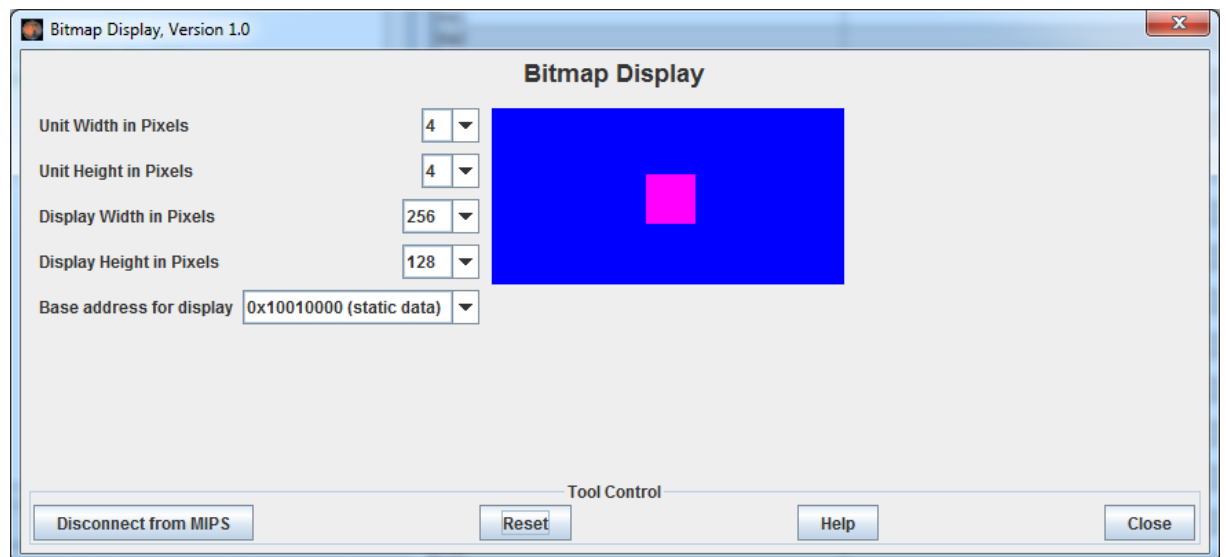 Bitmap Display, Version 1.0
Bitmap Display
Unit Width in Pixels 4
Unit Height in Pixels 4
Display Width in Pixels 256
Display Height in Pixels 128
Base address for display 0x10010000 (static data)
Tool Control
Disconnect from MIPS Reset Help Close